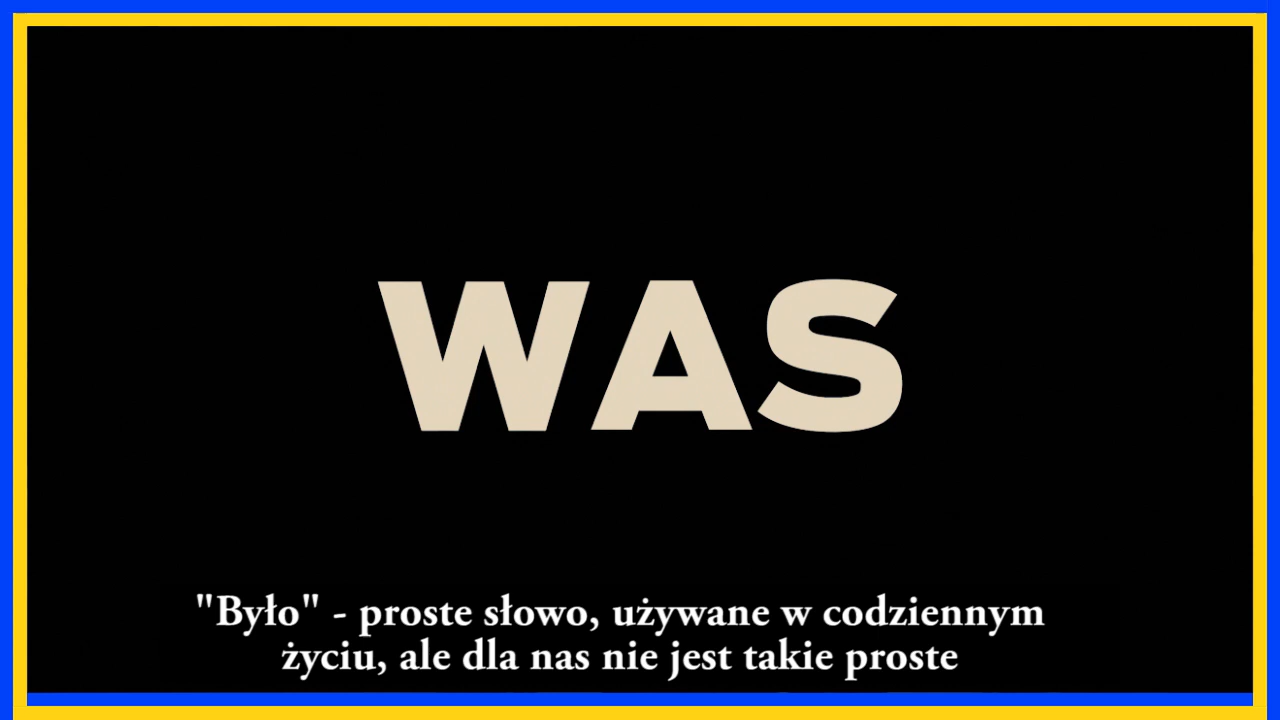 WAS
"Było" - proste słowo, używane w codziennym
życiu, ale dla nas nie jest takie proste